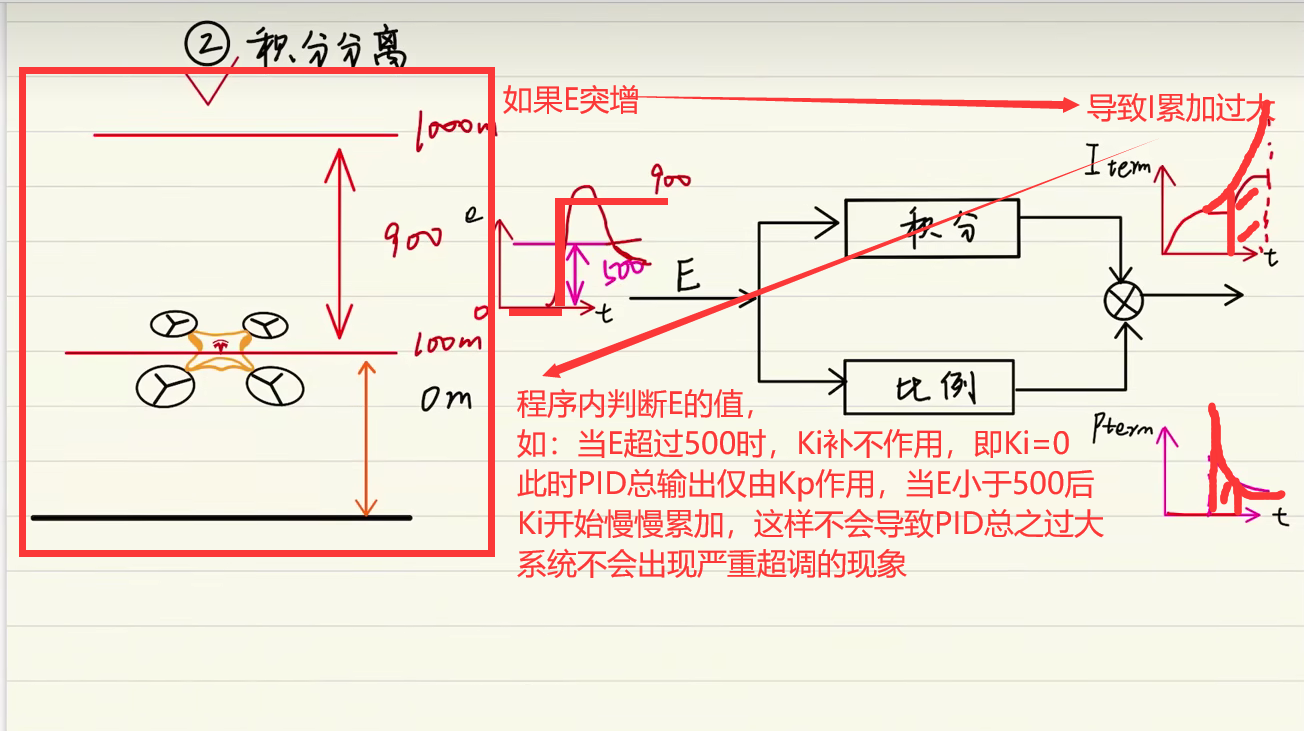 ② 积分分离
如果E突增
导致I累加过大
1000m
900
e
900
500
0
t
E
积分
I term
t
100m
0m
比例
Pterm
t
程序内判断E的值，
如：当E超过500时，Ki补不作用，即Ki=0
此时PID总输出仅由Kp作用，当E小于500后
Ki开始慢慢累加，这样不会导致PID总之过大
系统不会出现严重超调的现象